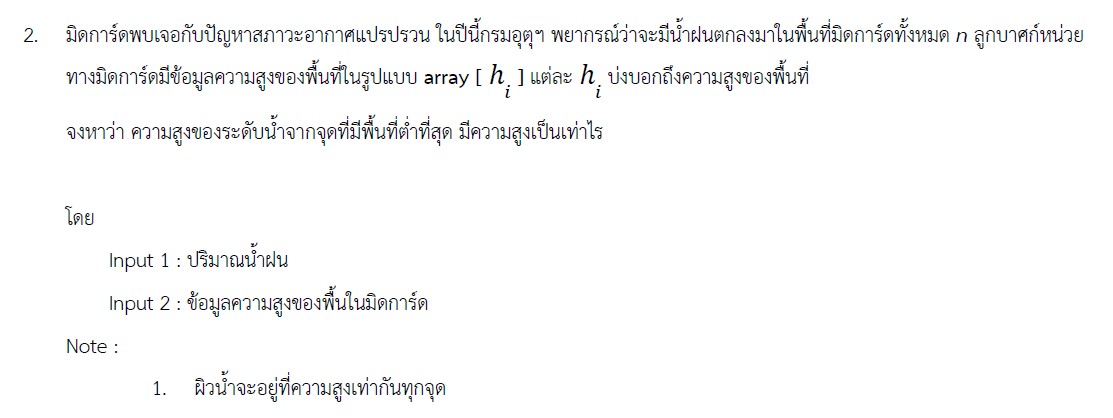 2. มิดการ์ดพบเจอกับปัญหาสภาวะอากาศแปรปรวน ในปีนี้กรมอุตุฯ พยากรณ์ว่าจะมีน้ำฝนตกลงมาในพื้นที่มิดการ์ดทั้งหมด n ลูกบาศก์หน่วย
ทางมิดการ์ดมีข้อมูลความสูงของพื้นที่ในรูปแบบ array [ h_i ] แต่ละ h_i บ่งบอกถึงความสูงของพื้นที่
จงหาว่า ความสูงของระดับน้ำจากจุดที่มีพื้นที่ต่ำที่สุด มีความสูงเป็นเท่าไร
โดย
Input 1 : ปริมาณน้ำฝน
Input 2 : ข้อมูลความสูงของพื้นในมิดการ์ด
Note :
1. ผิวน้ำจะอยู่ที่ความสูงเท่ากันทุกจุด